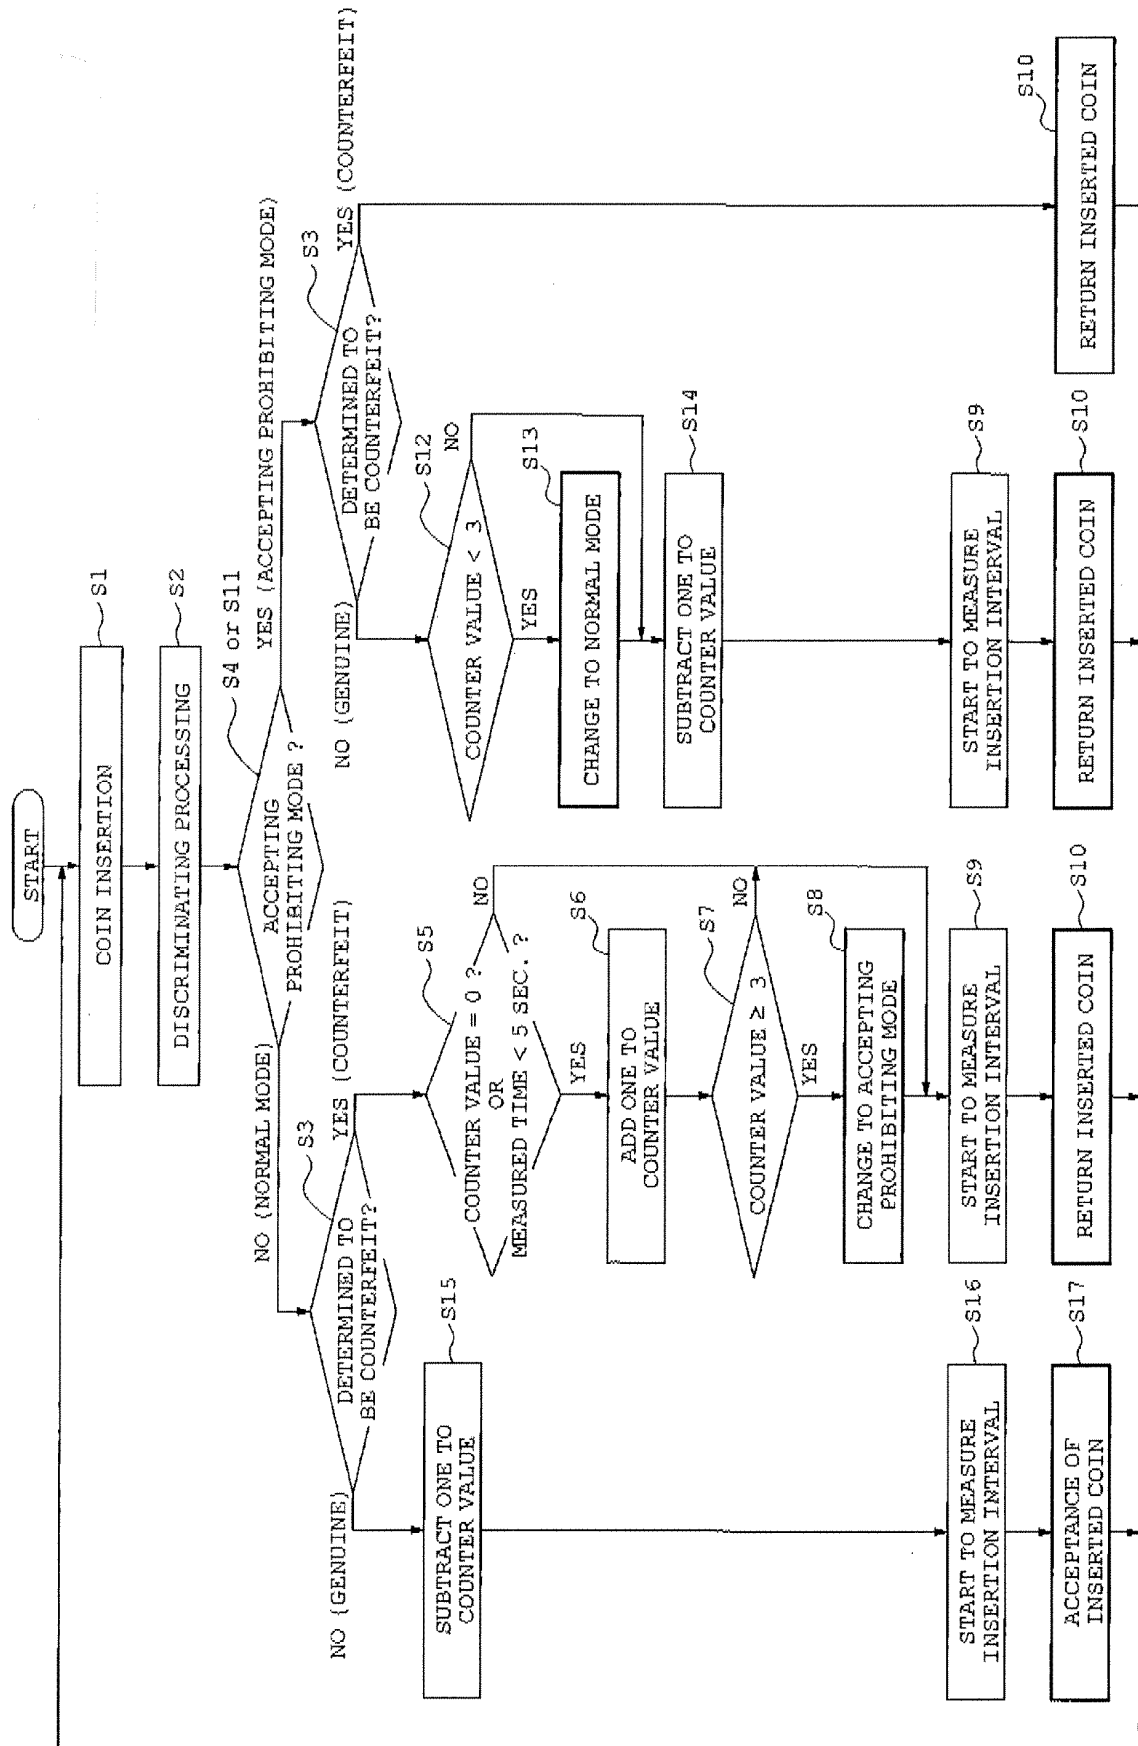 START
COIN INSERTION
S1
DISCRIMINATING PROCESSING
S2
ACCEPTING
PROHIBITING MODE ?
S4 or S11
NO (NORMAL MODE)
YES (ACCEPTING PROHIBITING MODE)
DETERMINED TO
BE COUNTERFEIT?
S3
NO (GENUINE)
YES (COUNTERFEIT)
SUBTRACT ONE TO
COUNTER VALUE
S15
START TO MEASURE
INSERTION INTERVAL
S16
ACCEPTANCE OF
INSERTED COIN
S17
COUNTER VALUE = 0 ?
OR
MEASURED TIME < 5 SEC. ?
S5
NO
YES
ADD ONE TO
COUNTER VALUE
S6
COUNTER VALUE ≥ 3
S7
NO
YES
CHANGE TO ACCEPTING
PROHIBITING MODE
S8
START TO MEASURE
INSERTION INTERVAL
S9
RETURN INSERTED COIN
S10
DETERMINED TO
BE COUNTERFEIT?
S3
NO (GENUINE)
YES (COUNTERFEIT)
COUNTER VALUE < 3
S12
NO
YES
CHANGE TO NORMAL MODE
S13
SUBTRACT ONE TO
COUNTER VALUE
S14
START TO MEASURE
INSERTION INTERVAL
S9
RETURN INSERTED COIN
S10
RETURN INSERTED COIN
S10